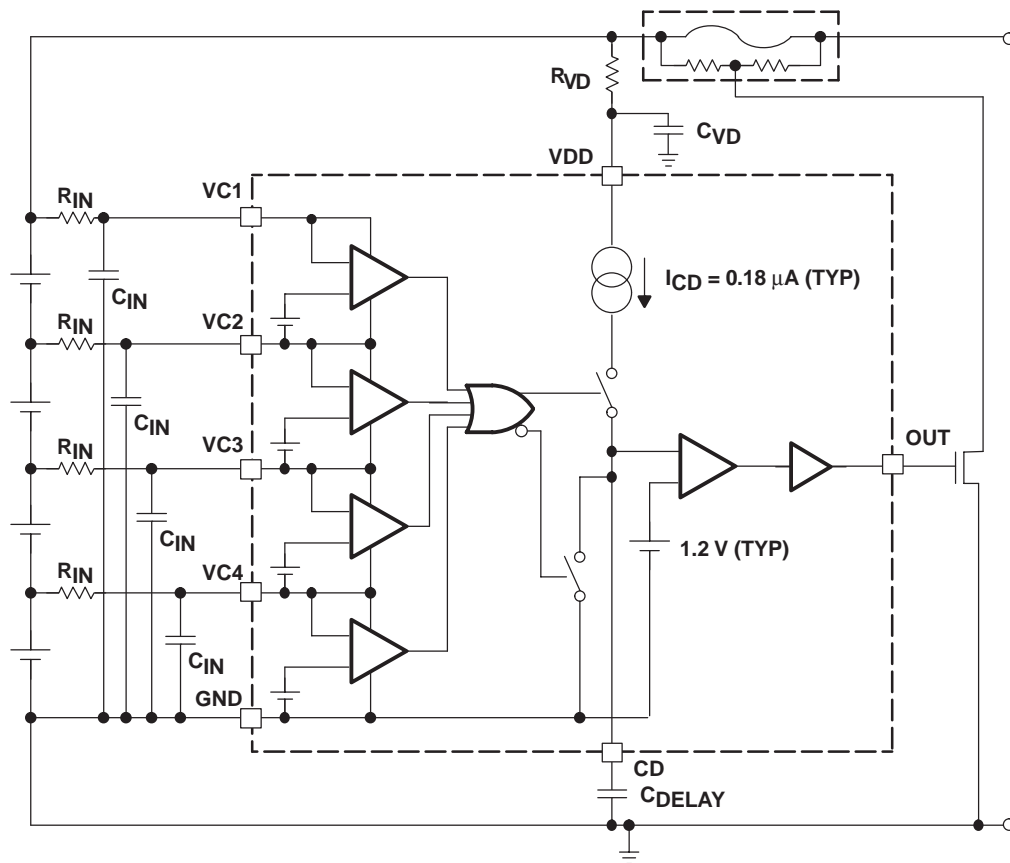 RVD
CVD
VDD
RIN
VC1
ICD = 0.18 μA (TYP)
CIN
RIN
VC2
CIN
RIN
VC3
OUT
CIN
1.2 V (TYP)
RIN
VC4
CIN
GND
CD
CDELAY